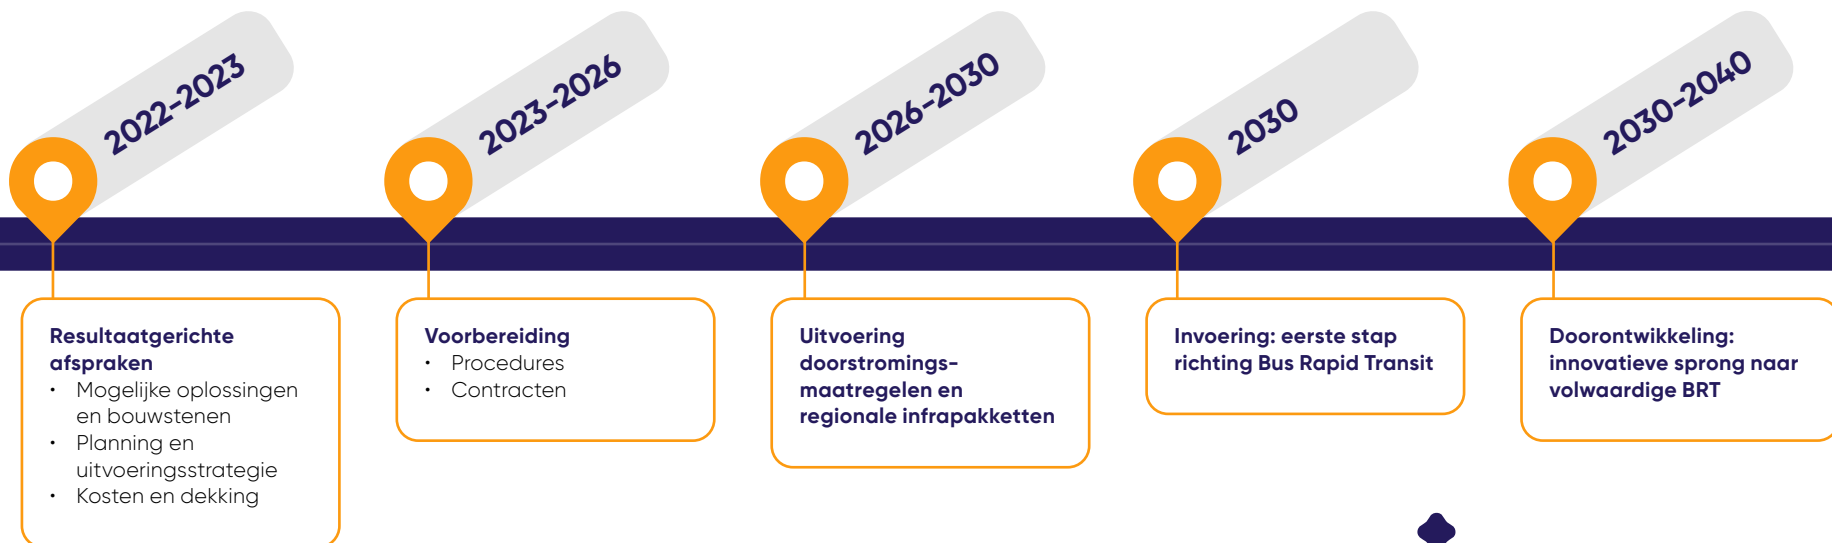 2022-2023
2023-2026
2026-2030
2030
2030-2040
Resultaatgerichte
afspraken
• Mogelijke oplossingen
en bouwstenen
• Planning en
uitvoeringsstrategie
• Kosten en dekking
Voorbereiding
• Procedures
• Contracten
Uitvoering
doorstromings-
maatregelen en
regionale infrapakketten
Invoering: eerste stap
richting Bus Rapid Transit
Doorontwikkeling:
innovatieve sprong naar
volwaardige BRT